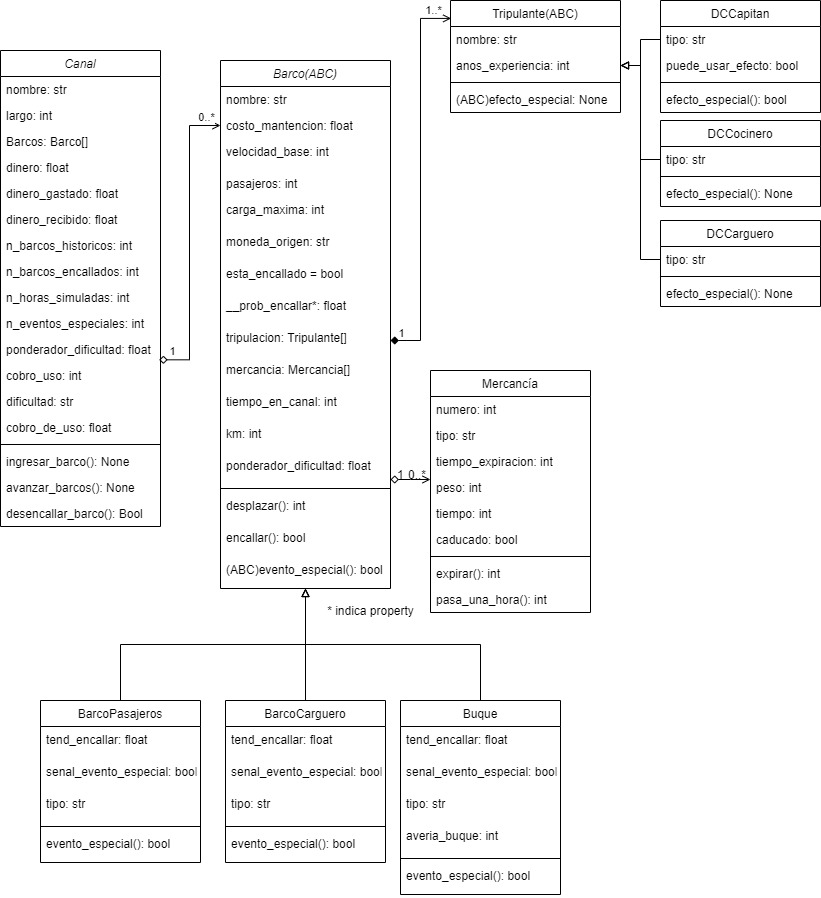 Canal
nombre: str
largo: int
Barcos: Barco[]
dinero: float
dinero_gastado: float
dinero_recibido: float
n_barcos_historicos: int
n_barcos_encallados: int
n_horas_simuladas: int
n_eventos_especiales: int
ponderador_dificultad: float
cobro_uso: int
dificultad: str
cobro_de_uso: float
ingresar_barco(): None
avanzar_barcos(): None
desencallar_barco(): Bool
1
0..*
Barco(ABC)
nombre: str
costo_mantencion: float
velocidad_base: int
pasajeros: int
carga_maxima: int
moneda_origen: str
esta_encallado = bool
__prob_encallar*: float
tripulacion: Tripulante[]
mercancia: Mercancia[]
tiempo_en_canal: int
km: int
ponderador_dificultad: float
desplazar(): int
encallar(): bool
(ABC)evento_especial(): bool
1
1..*
1 0..*
Tripulante(ABC)
nombre: str
anos_experiencia: int
(ABC)efecto_especial: None
DCCapitan
tipo: str
puede_usar_efecto: bool
efecto_especial(): bool
DCCocinero
tipo: str
efecto_especial(): None
DCCarguero
tipo: str
efecto_especial(): None
Mercancía
numero: int
tipo: str
tiempo_expiracion: int
peso: int
tiempo: int
caducado: bool
expirar(): int
pasa_una_hora(): int
* indica property
BarcoPasajeros
tend_encallar: float
senal_evento_especial: bool
tipo: str
evento_especial(): bool
BarcoCarguero
tend_encallar: float
senal_evento_especial: bool
tipo: str
evento_especial(): bool
Buque
tend_encallar: float
senal_evento_especial: bool
tipo: str
averia_buque: int
evento_especial(): bool